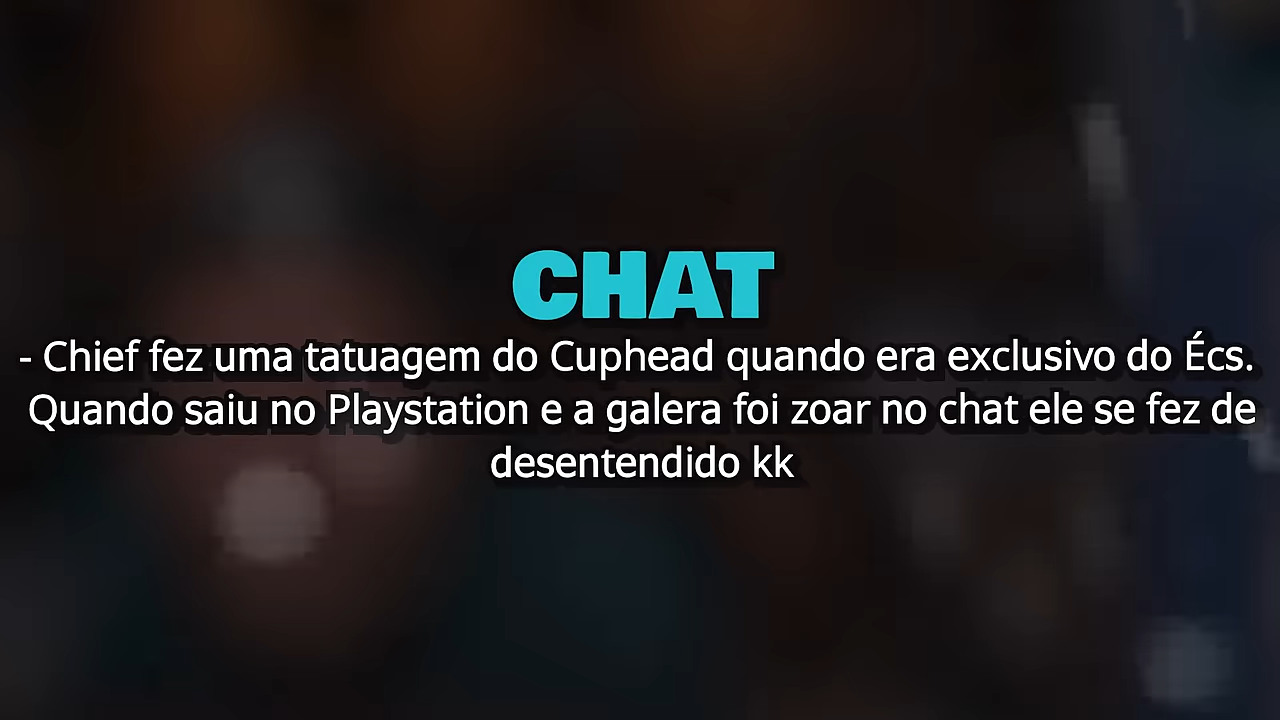 CHAT
- Chief fez uma tatuagem do Cuphead quando era exclusivo do Écs.
Quando saiu no Playstation e a galera foi zoar no chat ele se fez de
desentendido kk